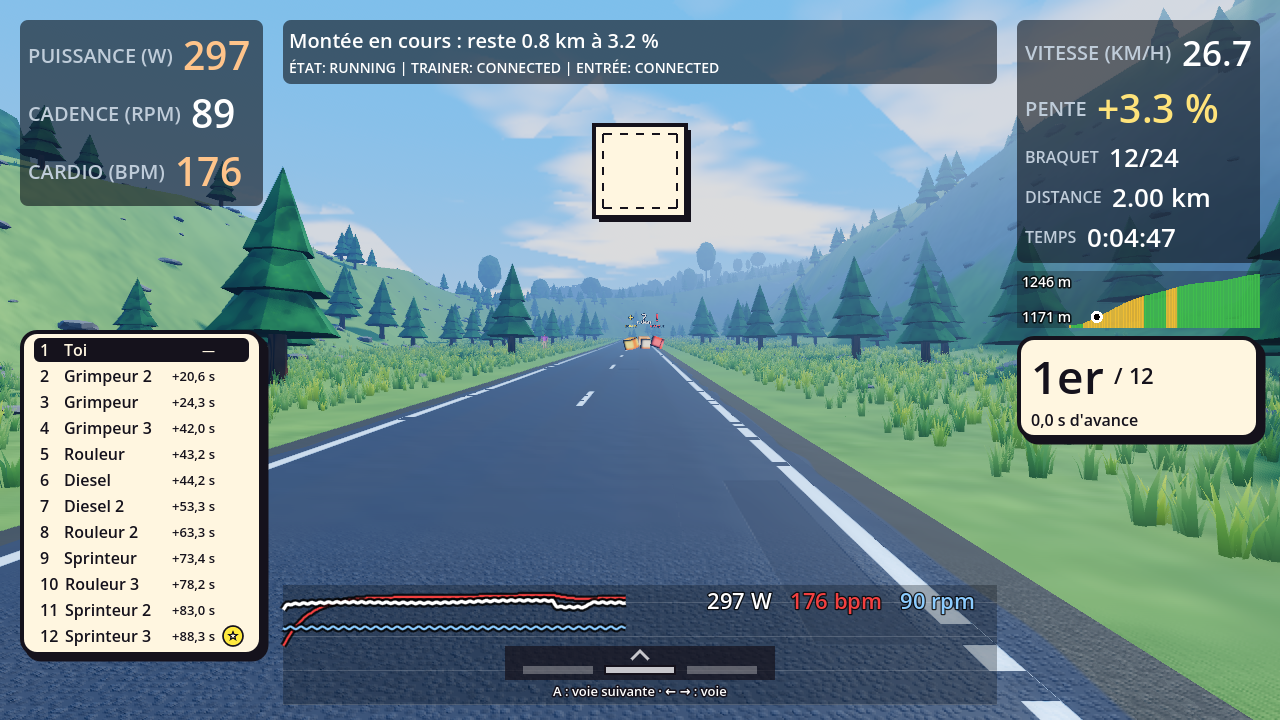 PUISSANCE (W) 297
CADENCE (RPM) 89
CARDIO (BPM) 176
Montée en cours : reste 0.8 km à 3.2 %
ÉTAT: RUNNING | TRAINER: CONNECTED | ENTRÉE: CONNECTED
VITESSE (KM/H) 26.7
PENTE +3.3 %
BRAQUET 12/24
DISTANCE 2.00 km
TEMPS 0:04:47
1246 m
1171 m
1er / 12
0,0 s d'avance
1 Toi —
2 Grimpeur 2 +20,6 s
3 Grimpeur +24,3 s
4 Grimpeur 3 +42,0 s
5 Rouleur +43,2 s
6 Diesel +44,2 s
7 Diesel 2 +53,3 s
8 Rouleur 2 +63,3 s
9 Sprinteur +73,4 s
10 Rouleur 3 +78,2 s
11 Sprinteur 2 +83,0 s
12 Sprinteur 3 +88,3 s
297 W 176 bpm 90 rpm
A : voie suivante · ← → : voie